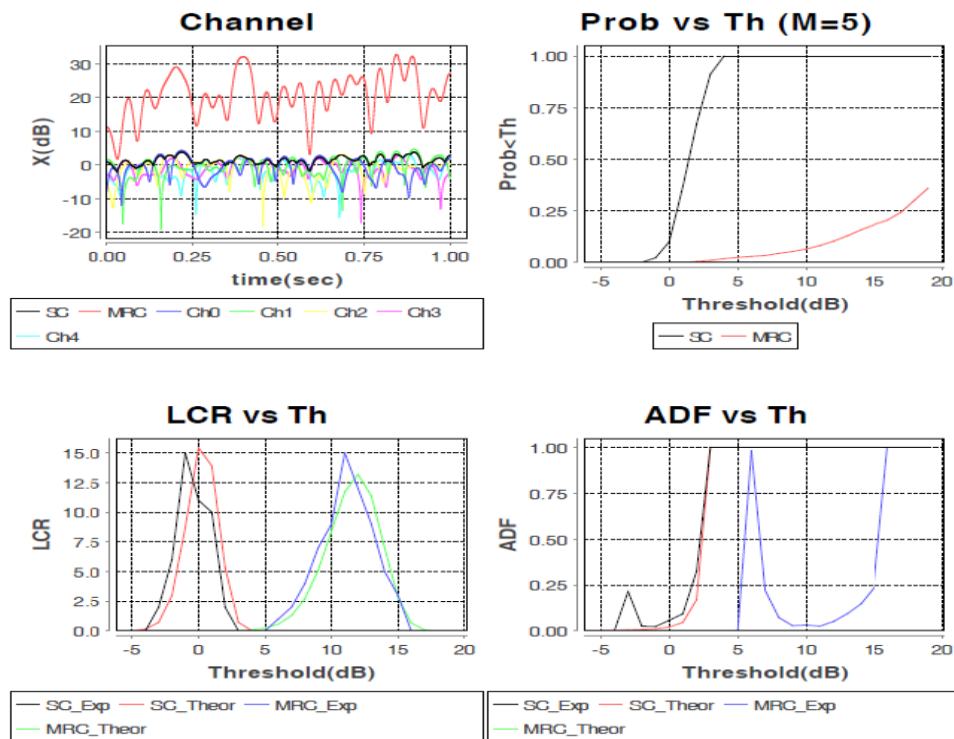 Channel
30
20
10
0
-10
-20
X(dB)
0.00 0.25 0.50 0.75 1.00
time(sec)
SC MRC Ch0 Ch1 Ch2 Ch3
Ch4
Prob vs Th (M=5)
1.00
0.75
0.50
0.25
0.00
Prob<Th
-5 0 5 10 15 20
Threshold(dB)
SC MRC
LCR vs Th
15.0
12.5
10.0
7.5
5.0
2.5
0.0
LCR
-5 0 5 10 15 20
Threshold(dB)
SC_Exp SC_Theor MRC_Exp
MRC_Theor
ADF vs Th
1.00
0.75
0.50
0.25
0.00
ADF
-5 0 5 10 15 20
Threshold(dB)
SC_Exp SC_Theor MRC_Exp
MRC_Theor